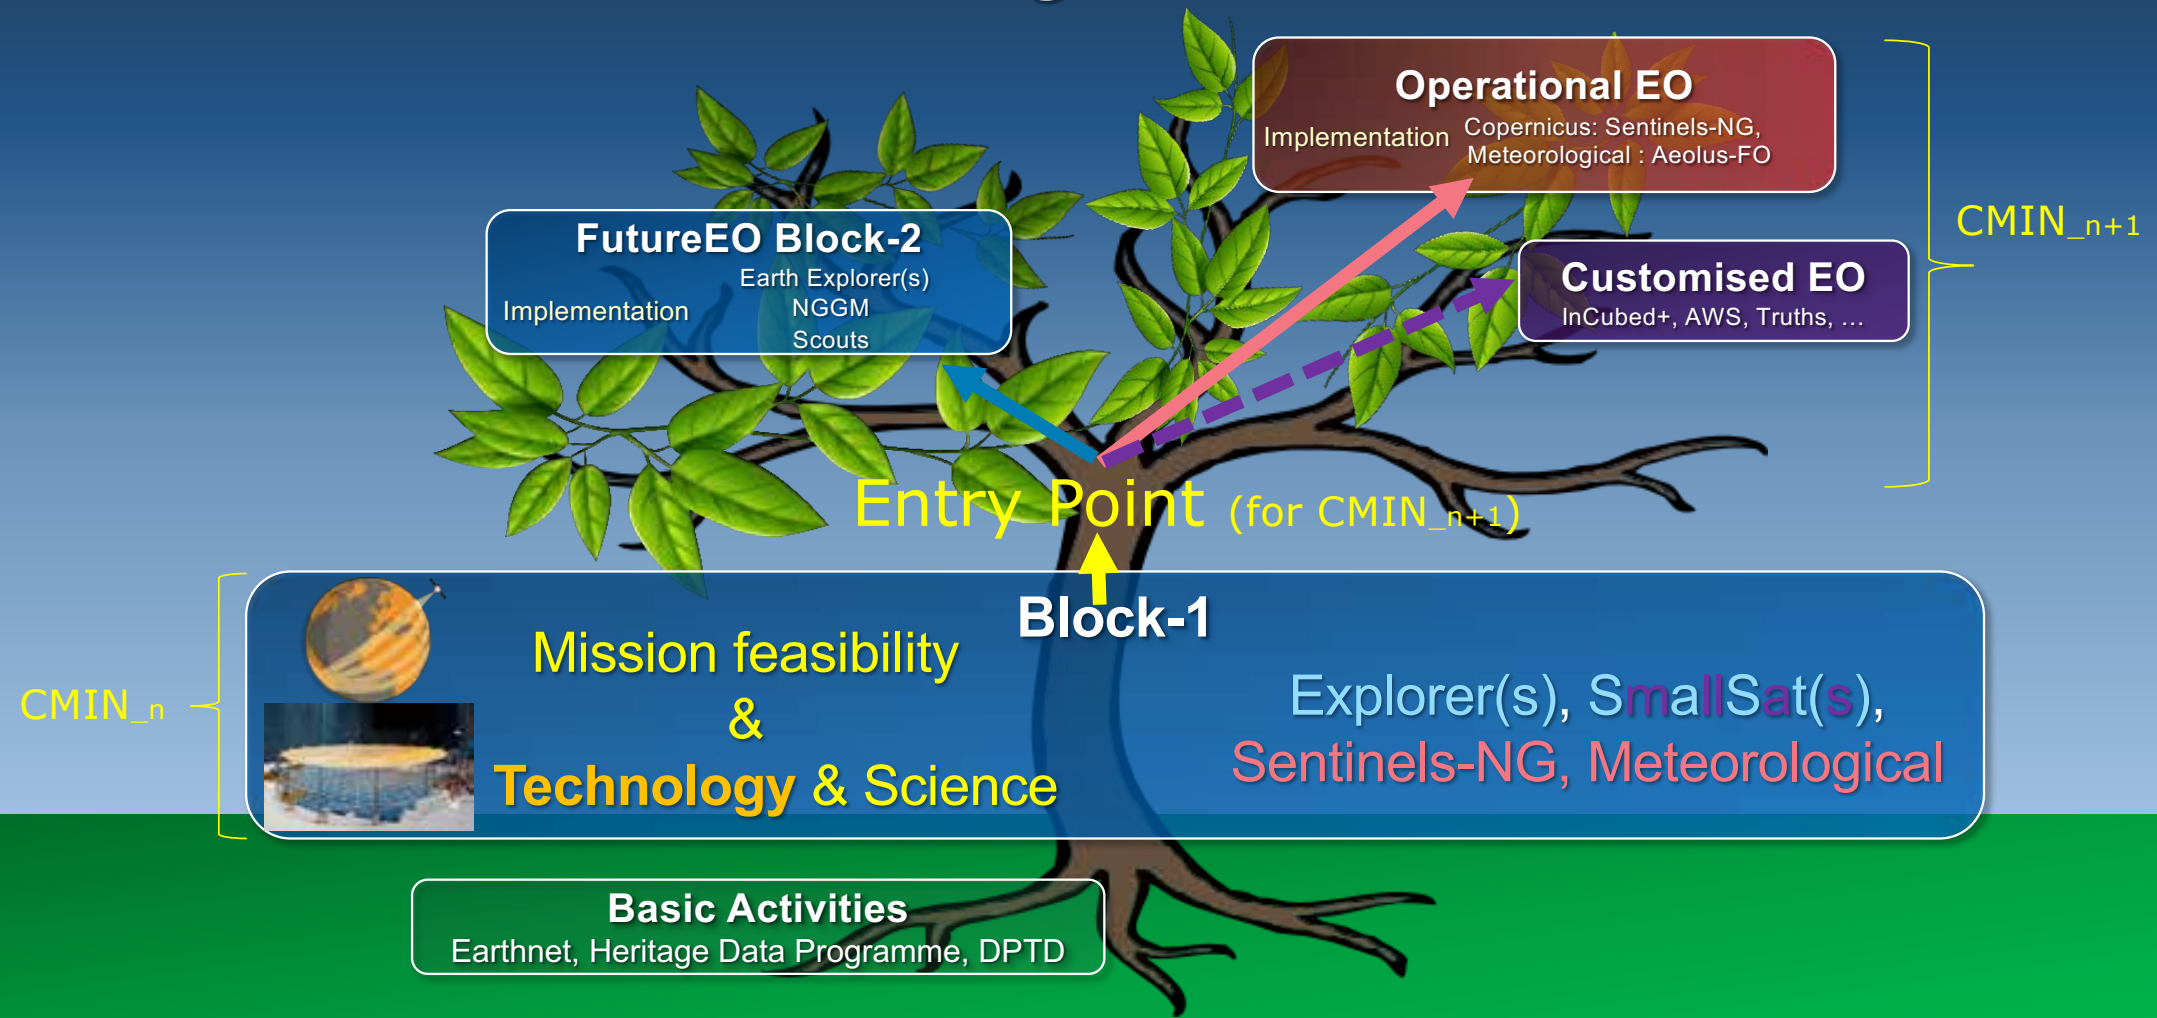 Operational EO
Implementation
Copernicus: Sentinels-NG,
Meteorological : Aeolus-FO
CMIN_n+1
FutureEO Block-2
Earth Explorer(s)
Implementation
NGGM
Scouts
Customised EO
InCubed+, AWS, Truths, ...
Entry Point (for CMIN_n+1)
Block-1
CMIN_n
Mission feasibility
&
Technology & Science
Explorer(s), SmallSat(s),
Sentinels-NG, Meteorological
Basic Activities
Earthnet, Heritage Data Programme, DPTD